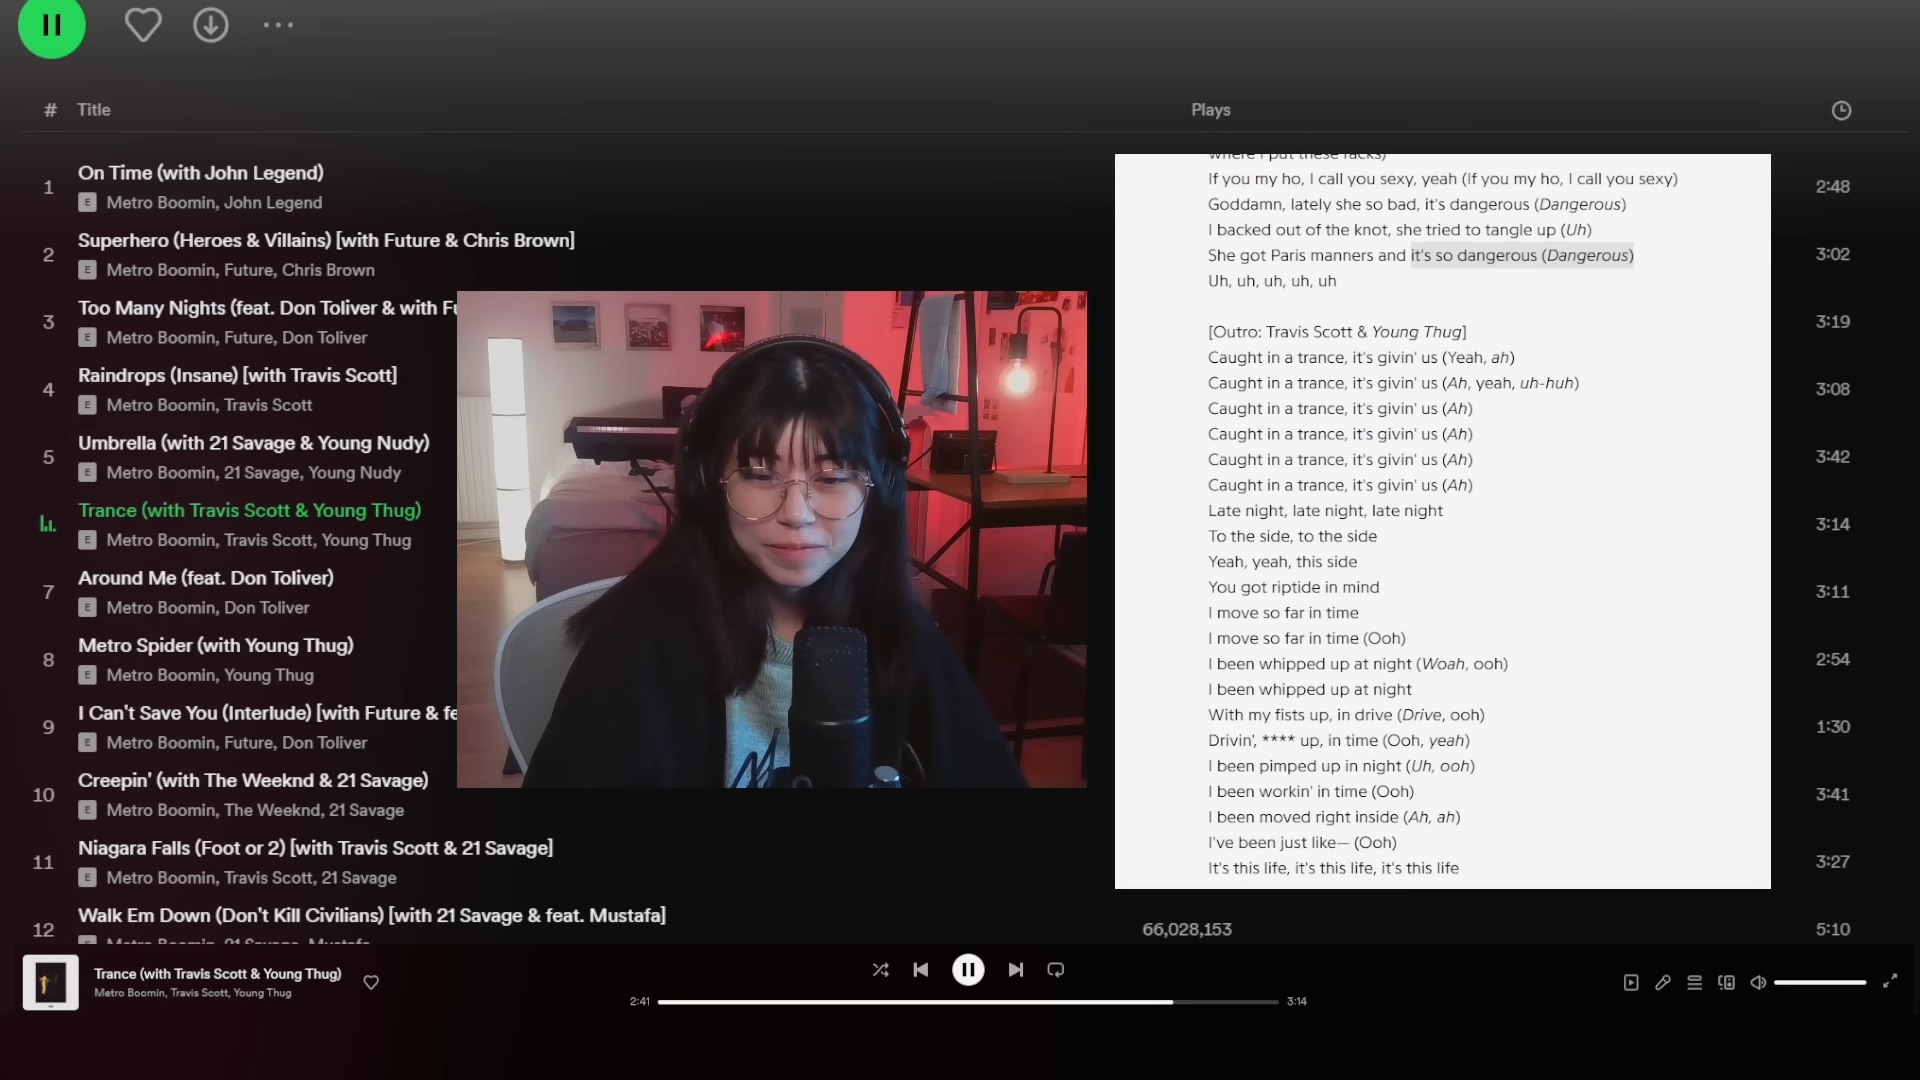 # Title Plays
1 On Time (with John Legend) 2:48
E Metro Boomin, John Legend
2 Superhero (Heroes & Villains) [with Future & Chris Brown] 3:02
E Metro Boomin, Future, Chris Brown
3 Too Many Nights (feat. Don Toliver & with Fu 3:19
E Metro Boomin, Future, Don Toliver
4 Raindrops (Insane) [with Travis Scott] 3:08
E Metro Boomin, Travis Scott
5 Umbrella (with 21 Savage & Young Nudy) 3:42
E Metro Boomin, 21 Savage, Young Nudy
Trance (with Travis Scott & Young Thug) 3:14
E Metro Boomin, Travis Scott, Young Thug
7 Around Me (feat. Don Toliver) 3:11
E Metro Boomin, Don Toliver
8 Metro Spider (with Young Thug) 2:54
E Metro Boomin, Young Thug
9 I Can't Save You (Interlude) [with Future & fe 1:30
E Metro Boomin, Future, Don Toliver
10 Creepin' (with The Weeknd & 21 Savage) 3:41
E Metro Boomin, The Weeknd, 21 Savage
11 Niagara Falls (Foot or 2) [with Travis Scott & 21 Savage] 3:27
E Metro Boomin, Travis Scott, 21 Savage
12 Walk Em Down (Don't Kill Civilians) [with 21 Savage & feat. Mustafa] 66,028,153 5:10
E Metro Boomin, 21 Savage, Mustafa
where I put these racks)
If you my ho, I call you sexy, yeah (If you my ho, I call you sexy)
Goddamn, lately she so bad, it's dangerous (Dangerous)
I backed out of the knot, she tried to tangle up (Uh)
She got Paris manners and it's so dangerous (Dangerous)
Uh, uh, uh, uh, uh
[Outro: Travis Scott & Young Thug]
Caught in a trance, it's givin' us (Yeah, ah)
Caught in a trance, it's givin' us (Ah, yeah, uh-huh)
Caught in a trance, it's givin' us (Ah)
Caught in a trance, it's givin' us (Ah)
Caught in a trance, it's givin' us (Ah)
Caught in a trance, it's givin' us (Ah)
Late night, late night, late night
To the side, to the side
Yeah, yeah, this side
You got riptide in mind
I move so far in time
I move so far in time (Ooh)
I been whipped up at night (Woah, ooh)
I been whipped up at night
With my fists up, in drive (Drive, ooh)
Drivin', **** up, in time (Ooh, yeah)
I been pimped up in night (Uh, ooh)
I been workin' in time (Ooh)
I been moved right inside (Ah, ah)
I've been just like— (Ooh)
It's this life, it's this life, it's this life
Trance (with Travis Scott & Young Thug)
Metro Boomin, Travis Scott, Young Thug
2:41 3:14